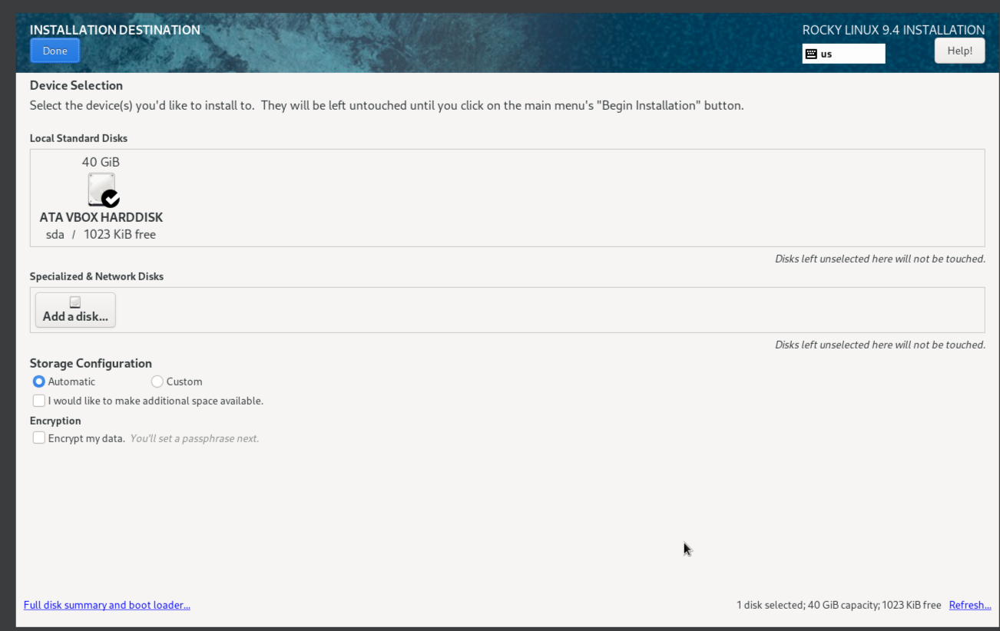 INSTALLATION DESTINATION
ROCKY LINUX 9.4 INSTALLATION
Done
us
Help!
Device Selection
Select the device(s) you'd like to install to.  They will be left untouched until you click on the main menu's "Begin Installation" button.
Local Standard Disks
40 GiB
ATA VBOX HARDDISK
sda / 1023 KiB free
Disks left unselected here will not be touched.
Specialized & Network Disks
Add a disk...
Disks left unselected here will not be touched.
Storage Configuration
Automatic Custom
I would like to make additional space available.
Encryption
Encrypt my data. You'll set a passphrase next.
Full disk summary and boot loader...
1 disk selected; 40 GiB capacity; 1023 KiB free Refresh...